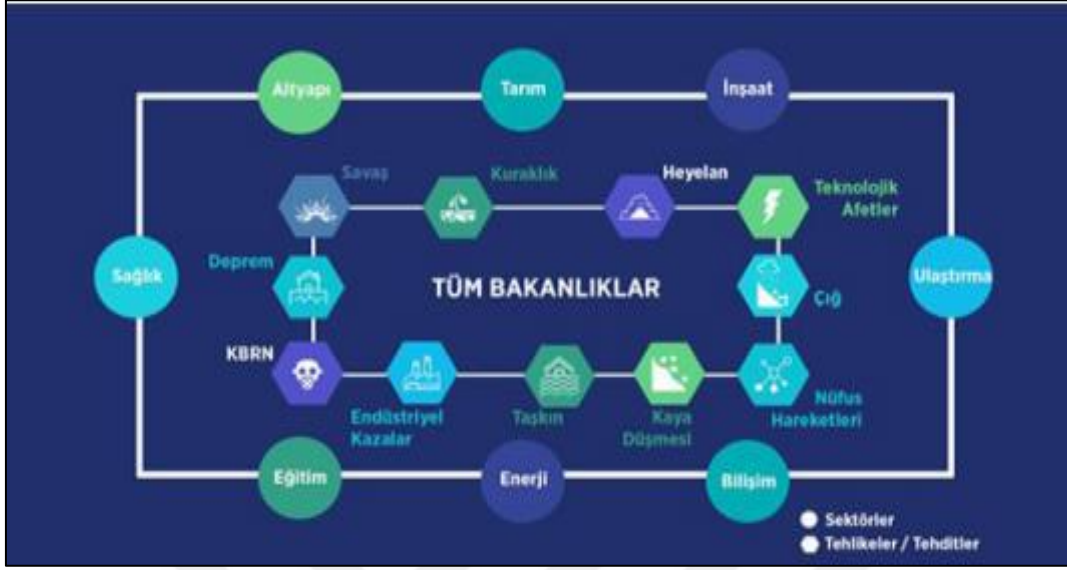 Altyapı
Tarım
İnşaat
Savaş
Kuraklık
Heyelan
Teknolojik
Afetler
Sağlık
Deprem
TÜM BAKANLIKLAR
Ulaştırma
Çığ
KBRN
Endüstriyel
Kazalar
Taşkın
Kaya
Düşmesi
Nüfus
Hareketleri
Eğitim
Enerji
Bilişim
Sektörler
Tehlikeler / Tehditler